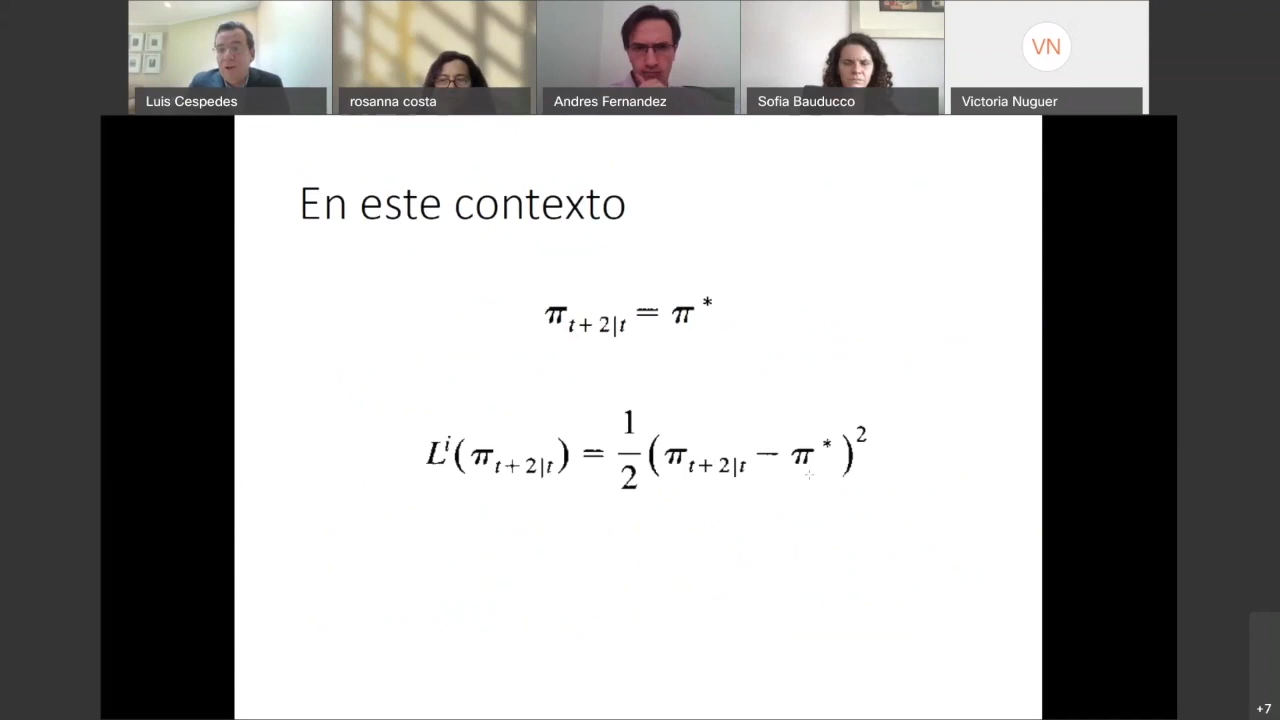 Luis Cespedes
rosanna costa
Andres Fernandez
Sofia Bauducco
VN
Victoria Nuguer
En este contexto
π_{t+2|t} = π^*
L^i(π_{t+2|t}) = \frac{1}{2}(π_{t+2|t} − π^*)^2
+7